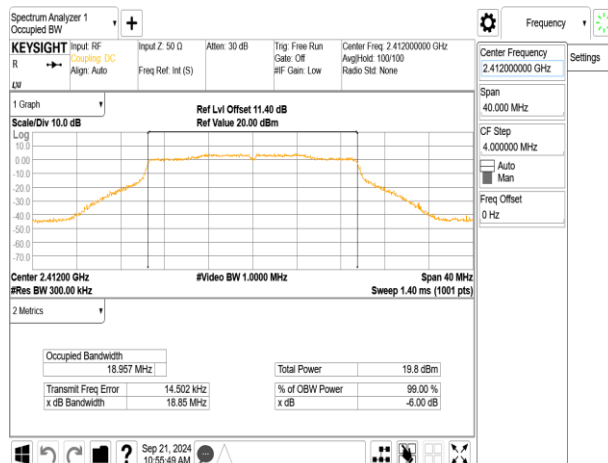 Spectrum Analyzer 1
Occupied BW
+
Frequency
KEYSIGHT
R
Input: RF
Coupling: DC
Align: Auto
Input Z: 50 Ω
Freq Ref: Int (S)
Atten: 30 dB
Trig: Free Run
Gate: Off
#IF Gain: Low
Center Freq: 2.412000000 GHz
Avg|Hold: 100/100
Radio Std: None
Center Frequency
2.412000000 GHz
Settings
Span
40.000 MHz
CF Step
4.000000 MHz
Auto
Man
Freq Offset
0 Hz
1 Graph
Scale/Div 10.0 dB
Ref Lvl Offset 11.40 dB
Ref Value 20.00 dBm
Log
10.0
0.00
-10.0
-20.0
-30.0
-40.0
-50.0
-60.0
-70.0
Center 2.41200 GHz
#Res BW 300.00 kHz
#Video BW 1.0000 MHz
Span 40 MHz
Sweep 1.40 ms (1001 pts)
2 Metrics
Occupied Bandwidth
18.957 MHz
Transmit Freq Error 14.502 kHz
x dB Bandwidth 18.85 MHz
Total Power 19.8 dBm
% of OBW Power 99.00 %
x dB -6.00 dB
?
Sep 21, 2024
10:55:49 AM